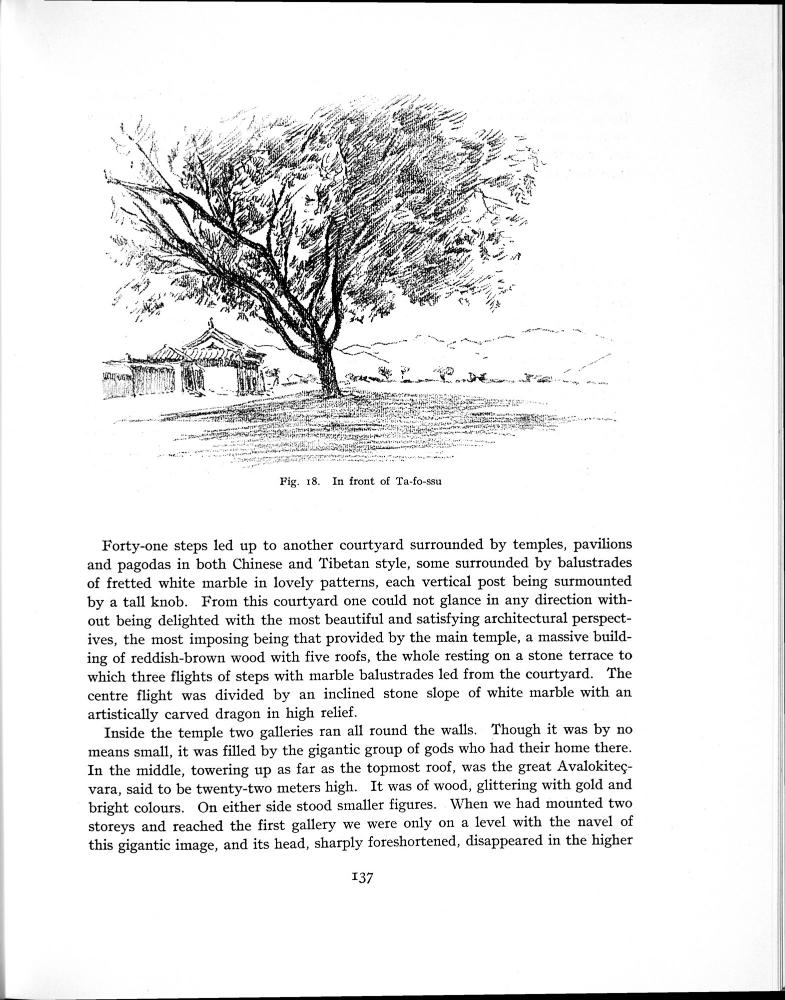 Fig. 18. In front of Ta-fo-ssu
Forty-one steps led up to another courtyard surrounded by temples, pavilions
and pagodas in both Chinese and Tibetan style, some surrounded by balustrades
of fretted white marble in lovely patterns, each vertical post being surmounted
by a tall knob. From this courtyard one could not glance in any direction with-
out being delighted with the most beautiful and satisfying architectural perspect-
ives, the most imposing being that provided by the main temple, a massive build-
ing of reddish-brown wood with five roofs, the whole resting on a stone terrace to
which three flights of steps with marble balustrades led from the courtyard. The
centre flight was divided by an inclined stone slope of white marble with an
artistically carved dragon in high relief.
Inside the temple two galleries ran all round the walls. Though it was by no
means small, it was filled by the gigantic group of gods who had their home there.
In the middle, towering up as far as the topmost roof, was the great Avalokiteç-
vara, said to be twenty-two meters high. It was of wood, glittering with gold and
bright colours. On either side stood smaller figures. When we had mounted two
storeys and reached the first gallery we were only on a level with the navel of
this gigantic image, and its head, sharply foreshortened, disappeared in the higher
137